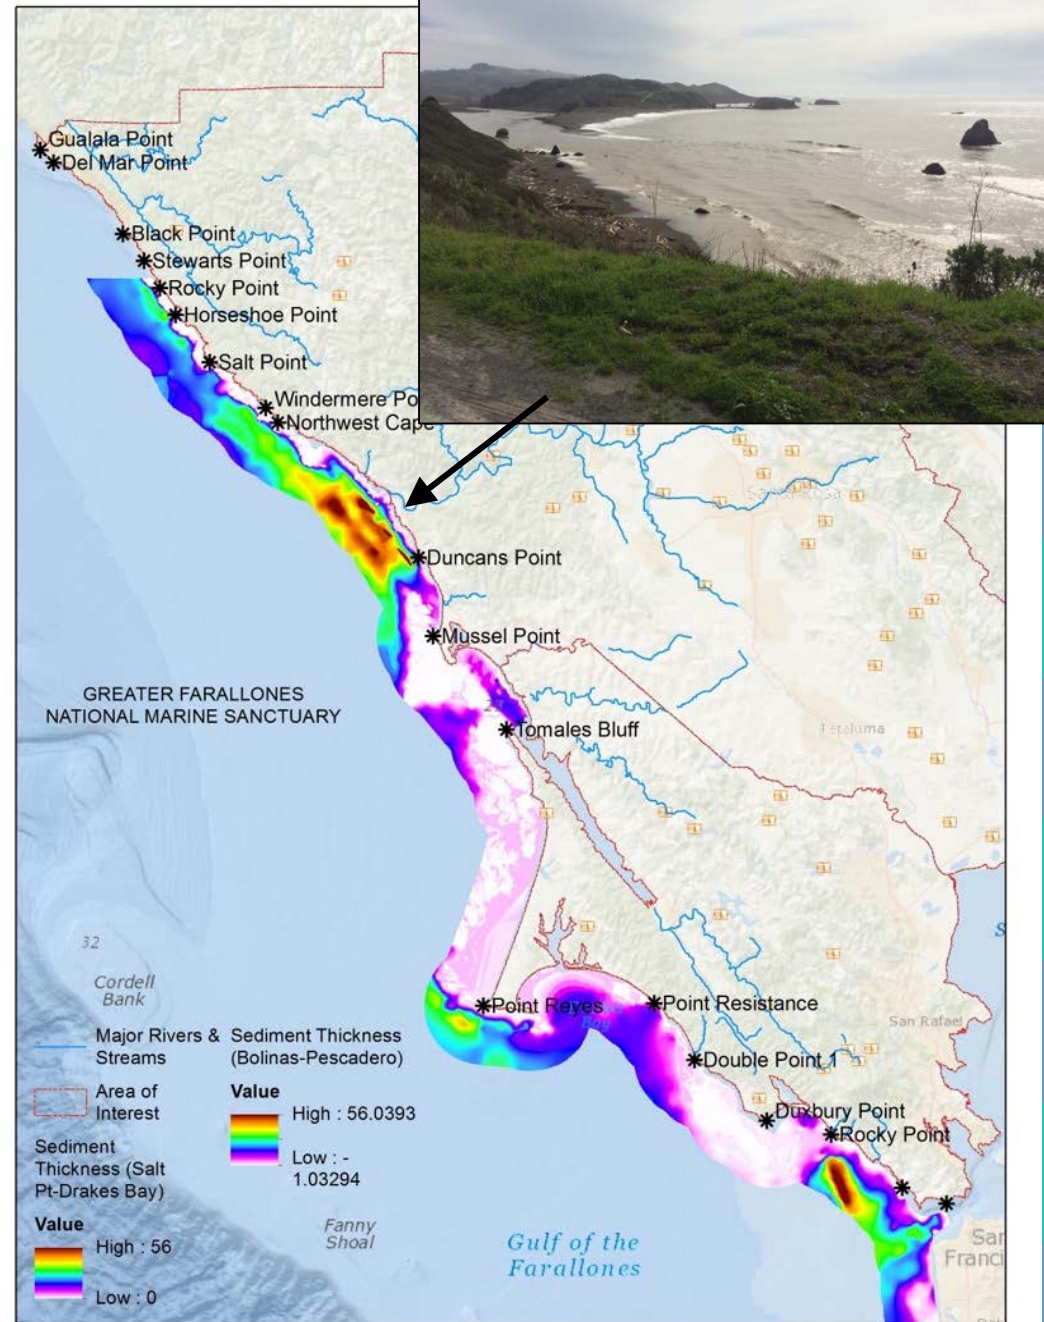 Gualala Point
Del Mar Point
Black Point
Stewarts Point
Rocky Point
Horseshoe Point
Salt Point
Windermere Po
Northwest Cape
Duncans Point
Mussel Point
GREATER FARALLONES
NATIONAL MARINE SANCTUARY
Tomales Bluff
32
Cordell
Bank
Point Reyes
Bay
Point Resistance
San Rafael
Double Point 1
Duxbury Point
Rocky Point
Major Rivers &
Streams
Area of
Interest
Sediment
Thickness (Salt
Pt-Drakes Bay)
Value
High : 56
Low : 0
Sediment Thickness
(Bolinas-Pescadero)
Value
High : 56.0393
Low : -
1.03294
Fanny
Shoal
Gulf of the
Farallones
San
Franci
S